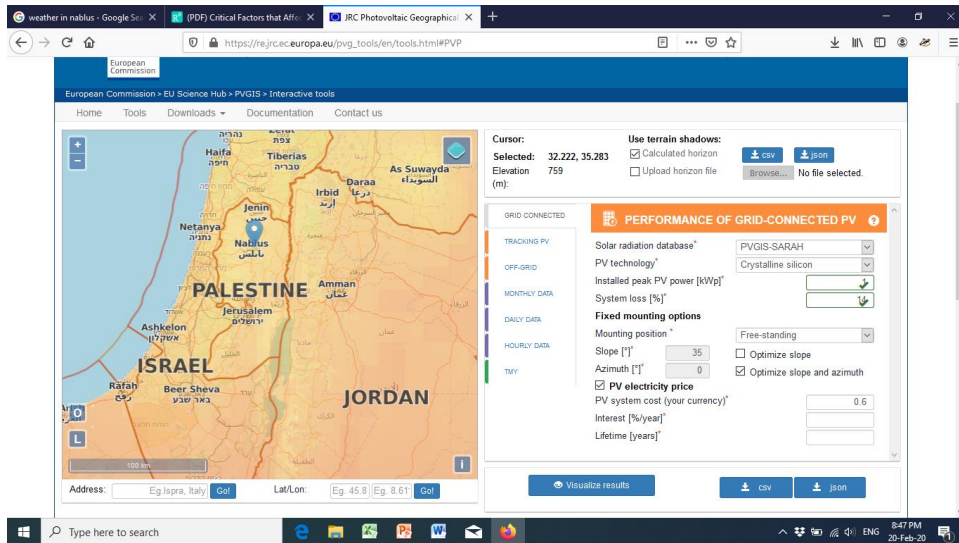 weather in nablus - Google Sea
(PDF) Critical Factors that Affec
JRC Photovoltaic Geographical
https://re.jrc.ec.europa.eu/pvg_tools/en/tools.html#PVP
European
Commission
European Commission > EU Science Hub > PVGIS > Interactive tools
Home Tools Downloads Documentation Contact us
+
−
נהריה
צפת
Haifa
חיפה
Tiberias
טבריה
As Suwayda
السويداء
Daraa
درعا
Irbid
إربد
Jenin
جنين
Netanya
נתניה
Nablus
نابلس
PALESTINE
Amman
عمان
Jerusalem
ירושלים
Ashkelon
אשקלון
ISRAEL
Rafah
رفح
Beer Sheva
באר שבע
JORDAN
الكرك
O
L
100 km
i
Address: Eg.Ispra, Italy Go! Lat/Lon: Eg. 45.8 Eg. 8.61 Go!
Cursor:
Selected: 32.222, 35.283
Elevation (m): 759
Use terrain shadows:
Calculated horizon
Upload horizon file
csv json
Browse... No file selected.
GRID CONNECTED
TRACKING PV
OFF-GRID
MONTHLY DATA
DAILY DATA
HOURLY DATA
TMY
PERFORMANCE OF GRID-CONNECTED PV ?
Solar radiation database* PVGIS-SARAH
PV technology* Crystalline silicon
Installed peak PV power [kWp]*
System loss [%]* 14
Fixed mounting options
Mounting position * Free-standing
Slope [°]* 35 Optimize slope
Azimuth [°]* 0 Optimize slope and azimuth
PV electricity price
PV system cost (your currency)* 0.6
Interest [%/year]*
Lifetime [years]*
Visualize results
csv json
Type here to search
ENG
8:47 PM
20-Feb-20